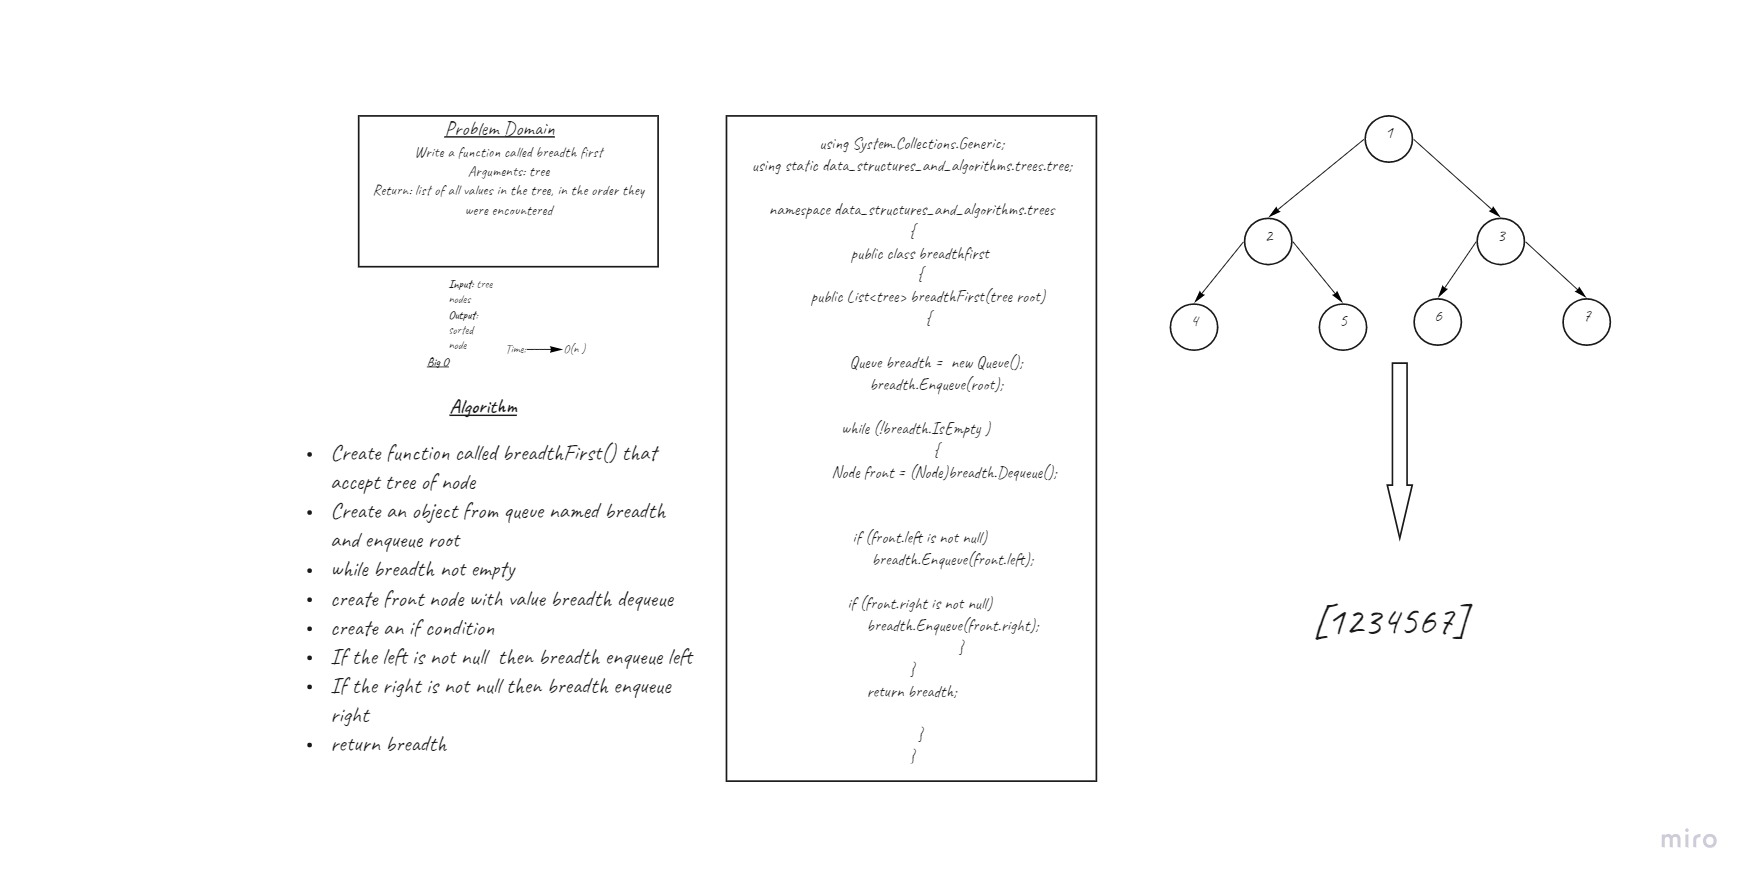 Problem Domain
Write a function called breadth first
Arguments: tree
Return: list of all values in the tree, in the order they
were encountered
Input: tree
nodes
Output:
sorted
node
Time: O(n )
Big O
Algorithm
• Create function called breadthFirst() that
accept tree of node
• Create an object from queue named breadth
and enqueue root
• while breadth not empty
• create front node with value breadth dequeue
• create an if condition
• If the left is not null then breadth enqueue left
• If the right is not null then breadth enqueue
right
• return breadth
using System.Collections.Generic;
using static data_structures_and_algorithms.trees.tree;
namespace data_structures_and_algorithms.trees
{
public class breadthfirst
{
public List<tree> breadthFirst(tree root)
{
Queue breadth = new Queue();
breadth.Enqueue(root);
while (!breadth.IsEmpty )
{
Node front = (Node)breadth.Dequeue();
if (front.left is not null)
breadth.Enqueue(front.left);
if (front.right is not null)
breadth.Enqueue(front.right);
}
}
return breadth;
}
}
1
2
3
4
5
6
7
[1234567]
miro